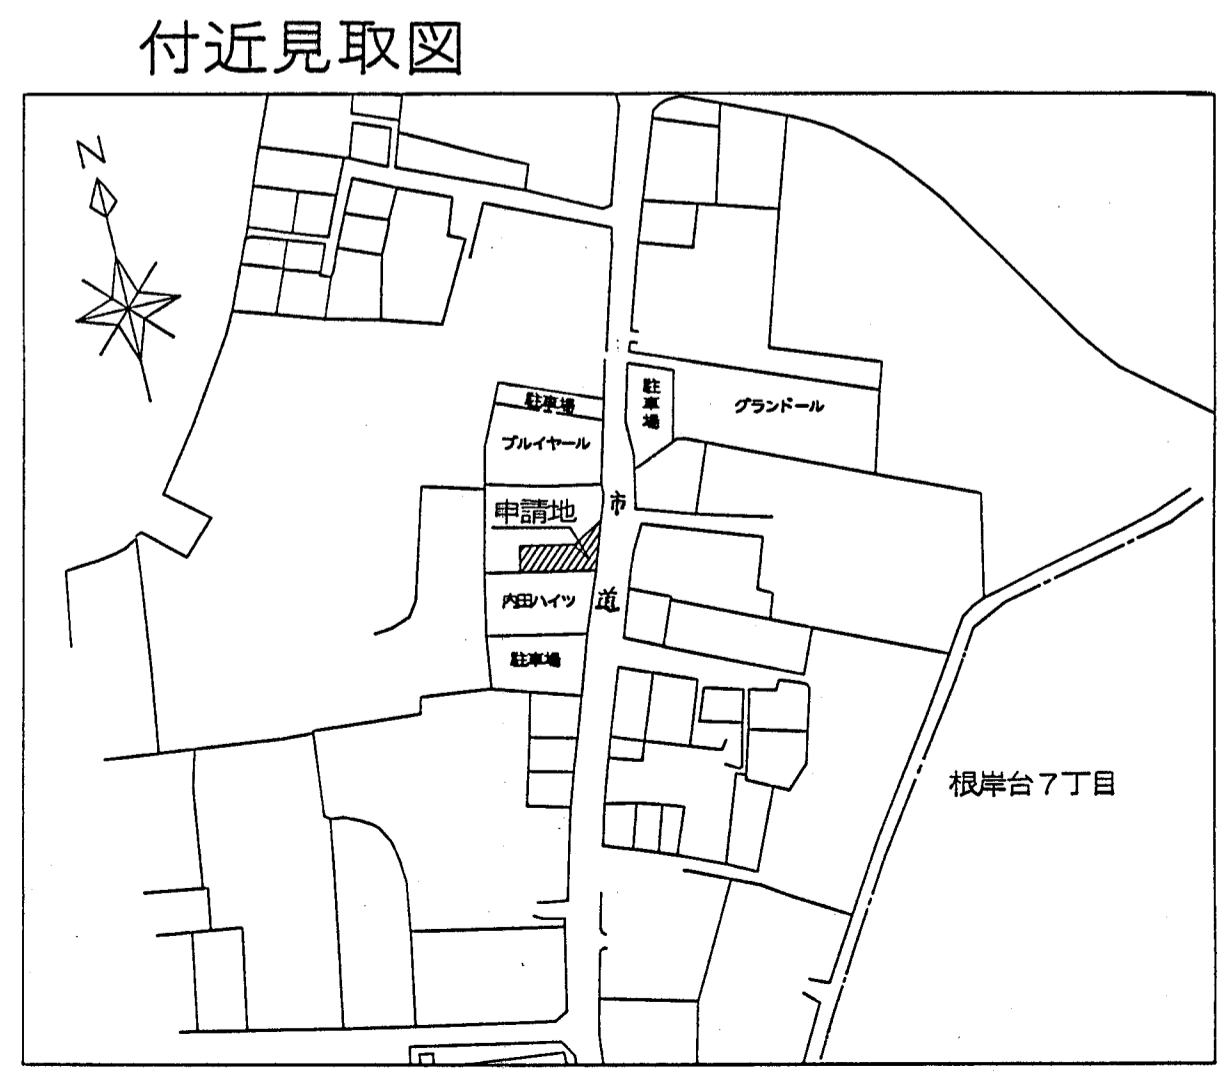 付近見取図
N
駐車場
グランドール
駐車場
ブルイヤール
申請地
市道
内田ハイツ
駐車場
根岸台7丁目